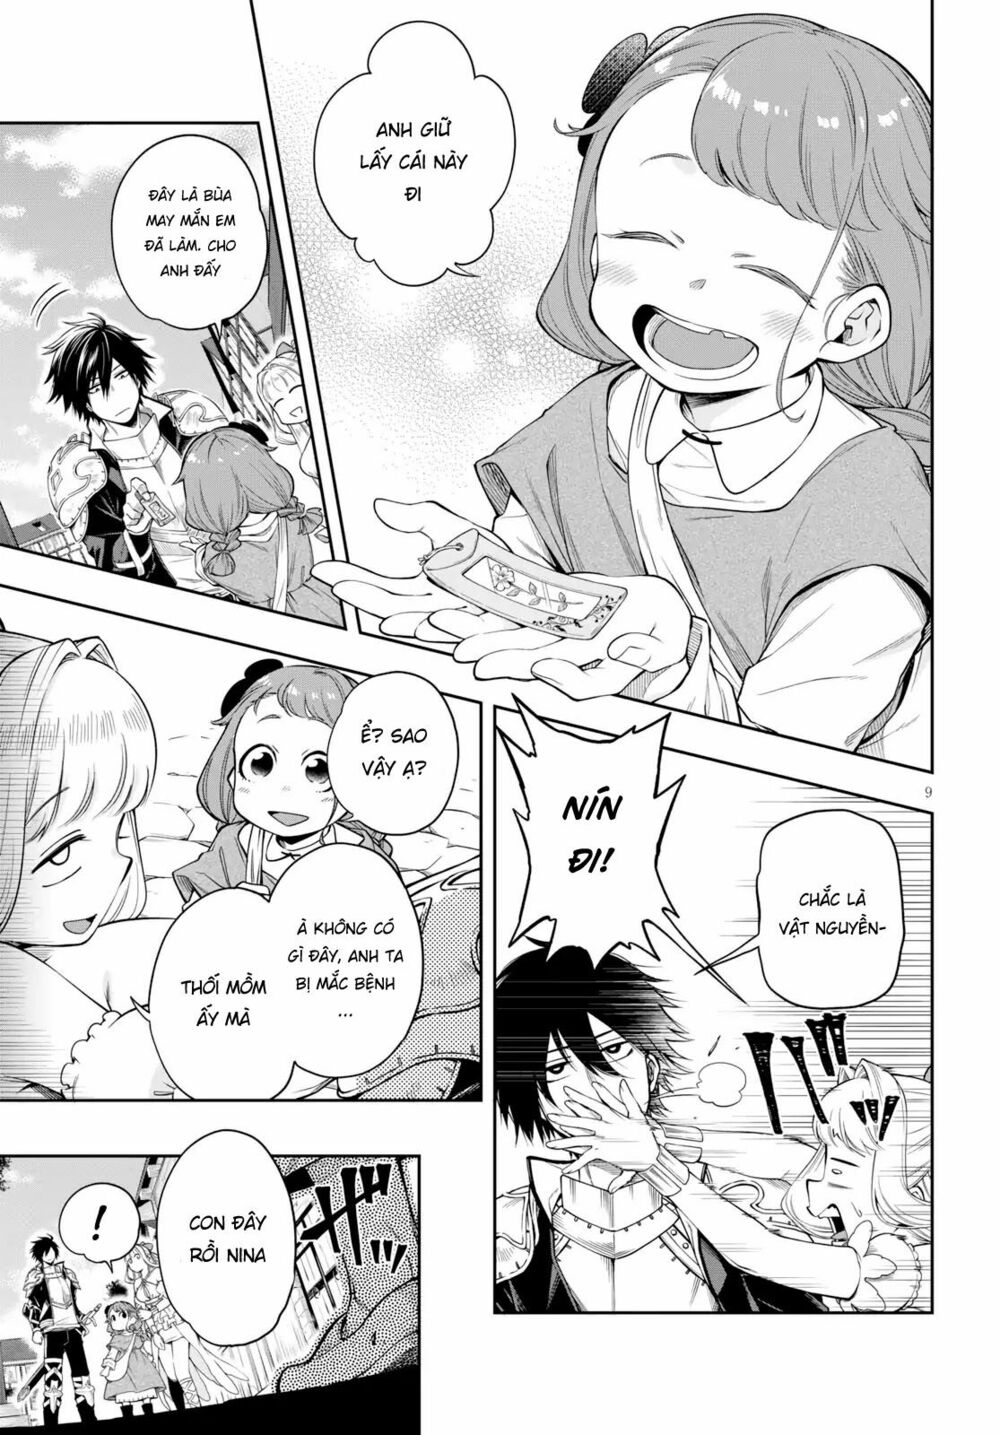 ANH GIỮ
LẤY CÁI NÀY
ĐI
ĐÂY LÀ BÙA
MAY MẮN EM
ĐÃ LÀM. CHO
ANH ĐẤY
9
CHẮC LÀ
VẬT NGUYỀN-
NÍN
ĐI!
Ể? SAO
VẬY Ạ?
À KHÔNG CÓ
GÌ ĐÂY, ANH TA
BỊ MẮC BỆNH
...
THỐI MỒM
ẤY MÀ
CON ĐÂY
RỒI NINA
!